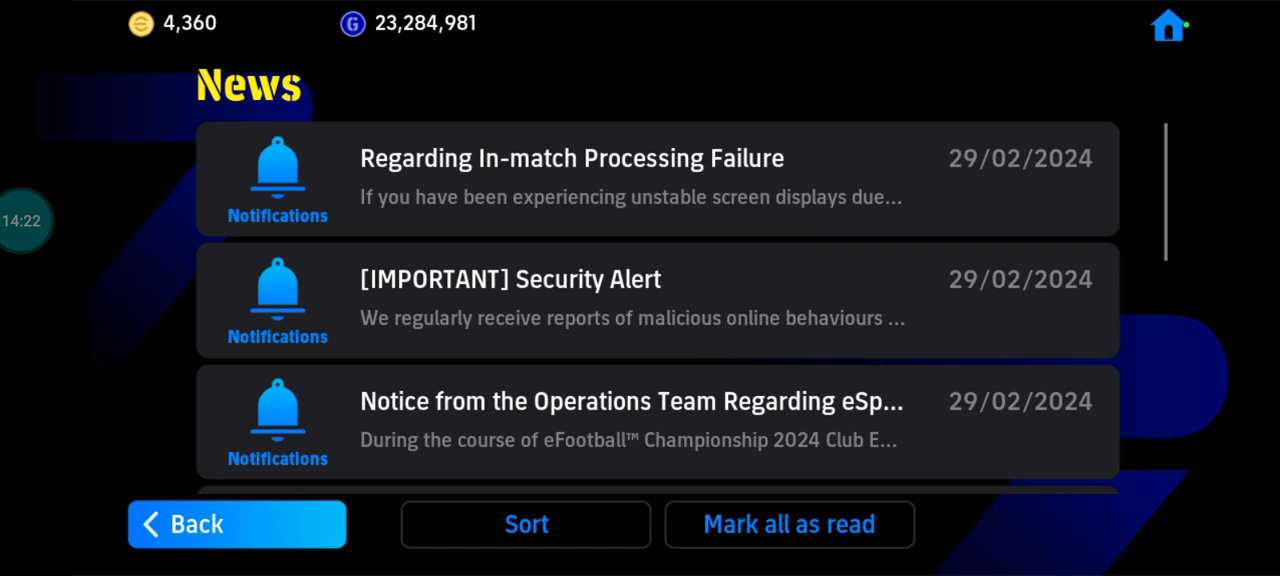 4,360
23,284,981
News
Regarding In-match Processing Failure
29/02/2024
If you have been experiencing unstable screen displays due...
Notifications
14:22
[IMPORTANT] Security Alert
29/02/2024
We regularly receive reports of malicious online behaviours ...
Notifications
Notice from the Operations Team Regarding eSp...
29/02/2024
During the course of eFootball™ Championship 2024 Club E...
Notifications
Back
Sort
Mark all as read